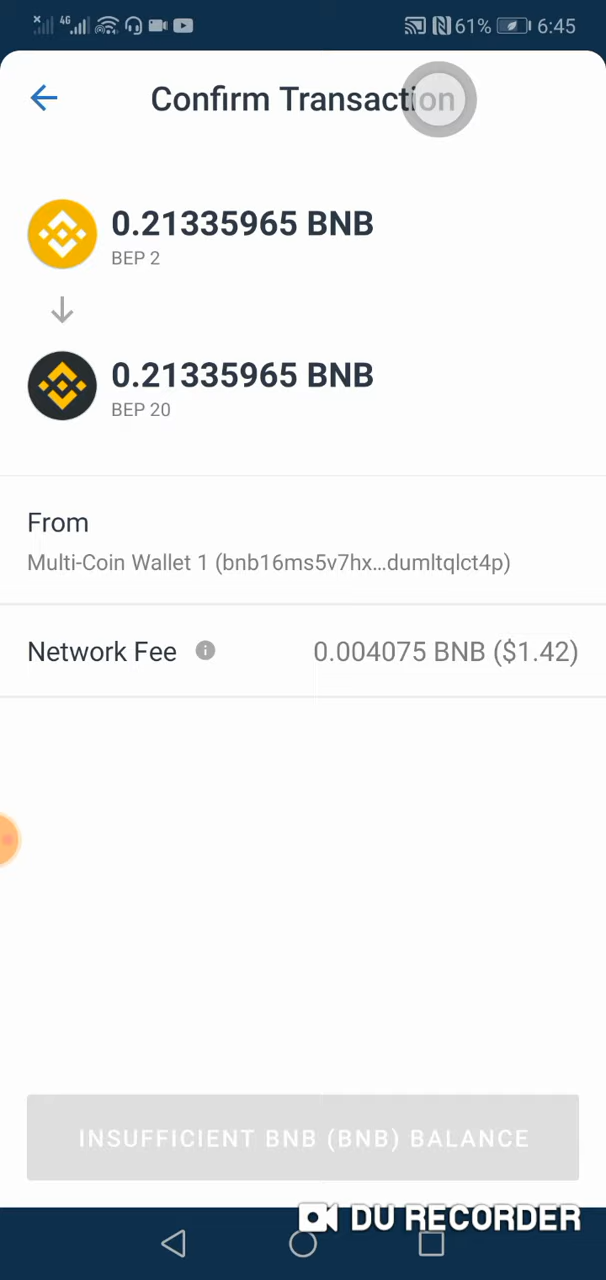 4G 61% 6:45
Confirm Transaction
0.21335965 BNB
BEP 2
0.21335965 BNB
BEP 20
From
Multi-Coin Wallet 1 (bnb16ms5v7hx...dumltqlct4p)
Network Fee i 0.004075 BNB ($1.42)
INSUFFICIENT BNB (BNB) BALANCE
DU RECORDER